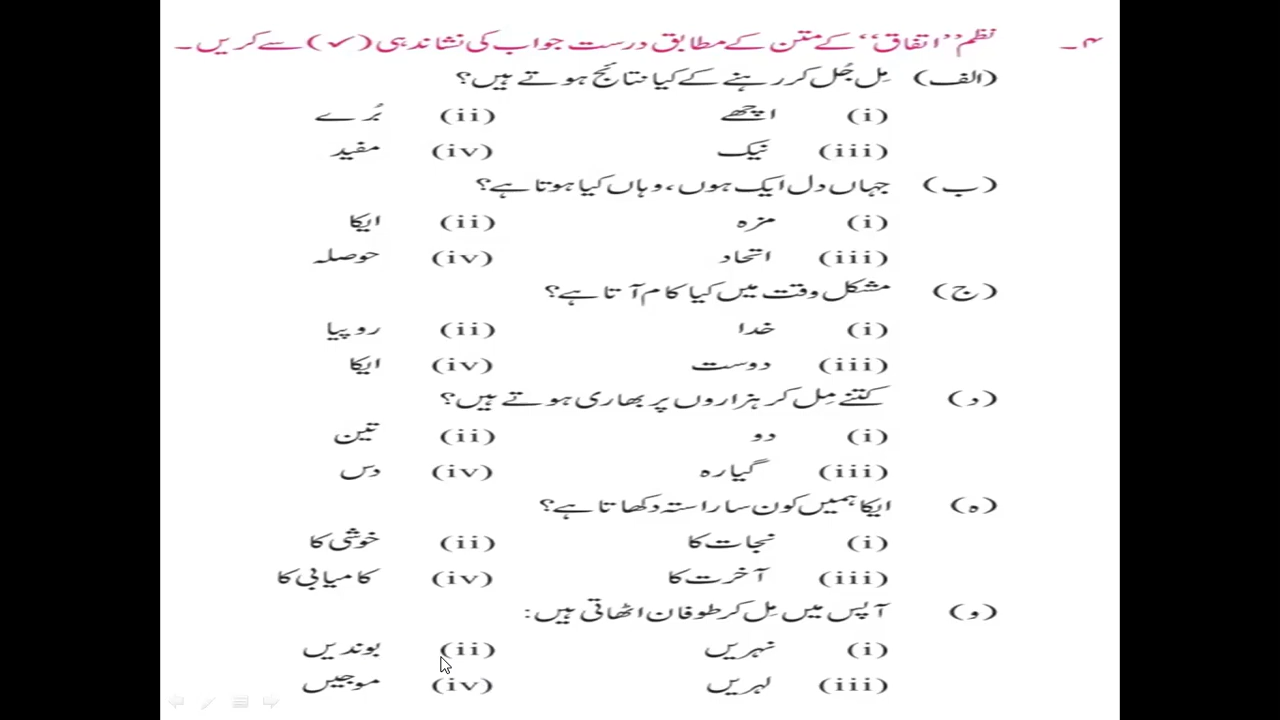 ۴۔ نظم ’’اتفاق‘‘ کے متن کے مطابق درست جواب کی نشاندہی (✓) سے کریں۔
(الف) مِل جُل کر رہنے کے کیا نتائج ہوتے ہیں؟
(i) اچھے (ii) بُرے
(iii) نیک (iv) مفید
(ب) جہاں دل ایک ہوں، وہاں کیا ہوتا ہے؟
(i) مزہ (ii) ایکا
(iii) اتحاد (iv) حوصلہ
(ج) مشکل وقت میں کیا کام آتا ہے؟
(i) خدا (ii) روپیا
(iii) دوست (iv) ایکا
(د) کتنے مِل کر ہزاروں پر بھاری ہوتے ہیں؟
(i) دو (ii) تین
(iii) گیارہ (iv) دس
(ہ) ایکا ہمیں کون سا راستہ دکھاتا ہے؟
(i) نجات کا (ii) خوشی کا
(iii) آخرت کا (iv) کامیابی کا
(و) آپس میں مِل کر طوفان اٹھاتی ہیں:
(i) نہریں (ii) بوندیں
(iii) لہریں (iv) موجیں